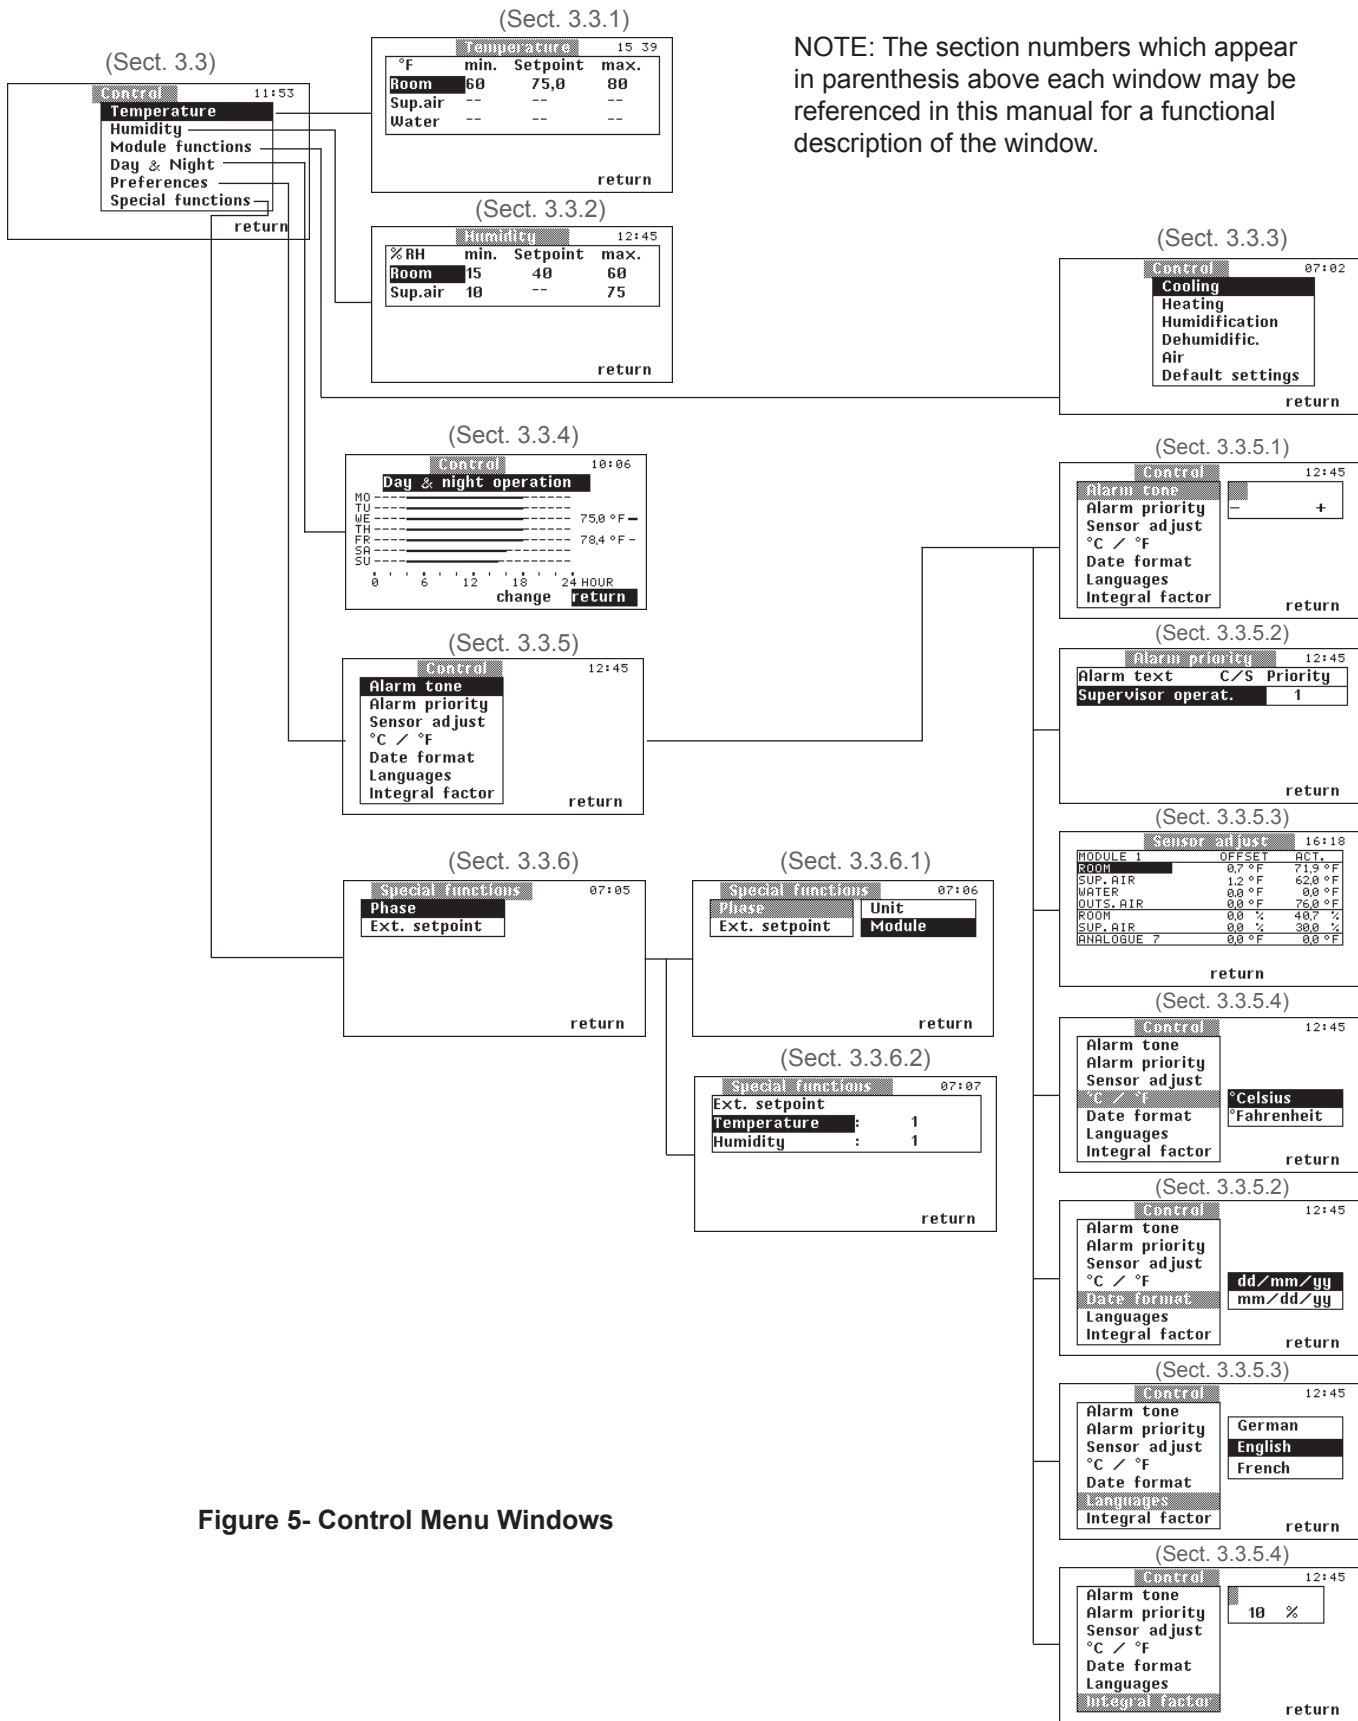 (Sect. 3.3)
Control 11:53
Temperature
Humidity
Module functions
Day & Night
Preferences
Special functions
return
(Sect. 3.3.1)
Temperature 15 39
°F min. Setpoint max.
Room 60 75,0 80
Sup.air -- -- --
Water -- -- --
return
NOTE: The section numbers which appear
in parenthesis above each window may be
referenced in this manual for a functional
description of the window.
(Sect. 3.3.2)
Humidity 12:45
%RH min. Setpoint max.
Room 15 40 60
Sup.air 10 -- 75
return
(Sect. 3.3.3)
Control 07:02
Cooling
Heating
Humidification
Dehumidific.
Air
Default settings
return
(Sect. 3.3.4)
Control 10:06
Day & night operation
MO
TU
WE 75,0 °F
TH
FR 78,4 °F
SA
SU
0 6 12 18 24 HOUR
change return
(Sect. 3.3.5)
Control 12:45
Alarm tone
Alarm priority
Sensor adjust
°C / °F
Date format
Languages
Integral factor
return
(Sect. 3.3.6)
Special functions 07:05
Phase
Ext. setpoint
return
(Sect. 3.3.6.1)
Special functions 07:06
Phase Unit
Ext. setpoint Module
return
(Sect. 3.3.6.2)
Special functions 07:07
Ext. setpoint
Temperature : 1
Humidity : 1
return
(Sect. 3.3.5.1)
Control 12:45
Alarm tone
Alarm priority - +
Sensor adjust
°C / °F
Date format
Languages
Integral factor
return
(Sect. 3.3.5.2)
Alarm priority 12:45
Alarm text C/S Priority
Supervisor operat. 1
return
(Sect. 3.3.5.3)
Sensor adjust 16:18
MODULE 1 OFFSET ACT.
ROOM 0,7 °F 71,9 °F
SUP.AIR 1,2 °F 62,0 °F
WATER 0,0 °F 0,0 °F
OUTS.AIR 0,0 °F 76,0 °F
ROOM 0,0 % 40,7 %
SUP.AIR 0,0 % 30,0 %
ANALOGUE 7 0,0 °F 0,0 °F
return
(Sect. 3.3.5.4)
Control 12:45
Alarm tone
Alarm priority
Sensor adjust
°C / °F °Celsius
Date format °Fahrenheit
Languages
Integral factor
return
(Sect. 3.3.5.2)
Control 12:45
Alarm tone
Alarm priority
Sensor adjust
°C / °F dd/mm/yy
Date format mm/dd/yy
Languages
Integral factor
return
(Sect. 3.3.5.3)
Control 12:45
Alarm tone
Alarm priority German
Sensor adjust English
°C / °F French
Date format
Languages
Integral factor
return
(Sect. 3.3.5.4)
Control 12:45
Alarm tone
Alarm priority 10 %
Sensor adjust
°C / °F
Date format
Languages
Integral factor
return
Figure 5- Control Menu Windows